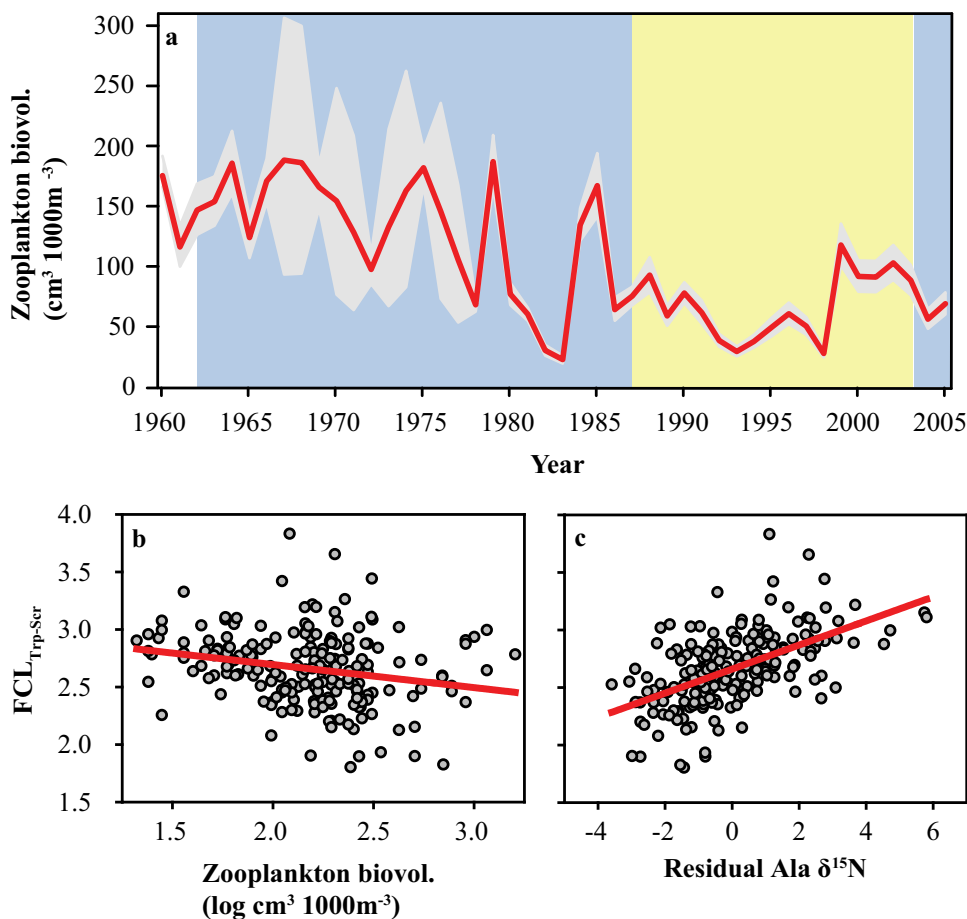 a
Zooplankton biovol.
(cm³ 1000m ⁻³)
300
250
200
150
100
50
0
1960 1965 1970 1975 1980 1985 1990 1995 2000 2005
Year
b
FCL Trp-Scr
4.0
3.5
3.0
2.5
2.0
1.5
1.5 2.0 2.5 3.0
Zooplankton biovol.
(log cm³ 1000m⁻³)
c
-4 -2 0 2 4 6
Residual Ala δ¹⁵N